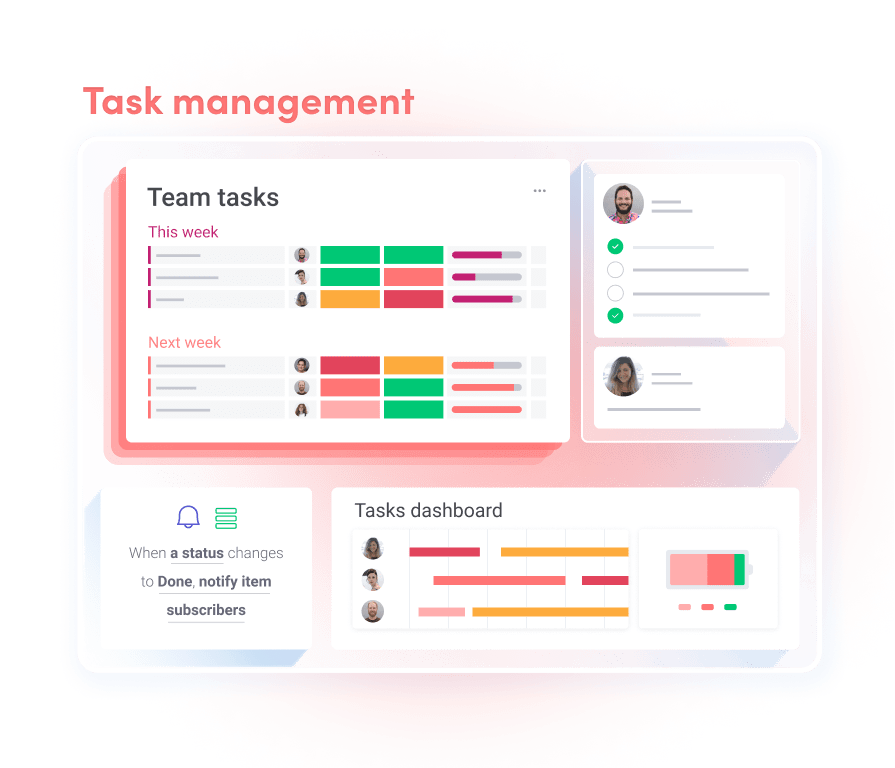 Task management
Team tasks
This week
Next week
When a status changes
to Done, notify item
subscribers
Tasks dashboard